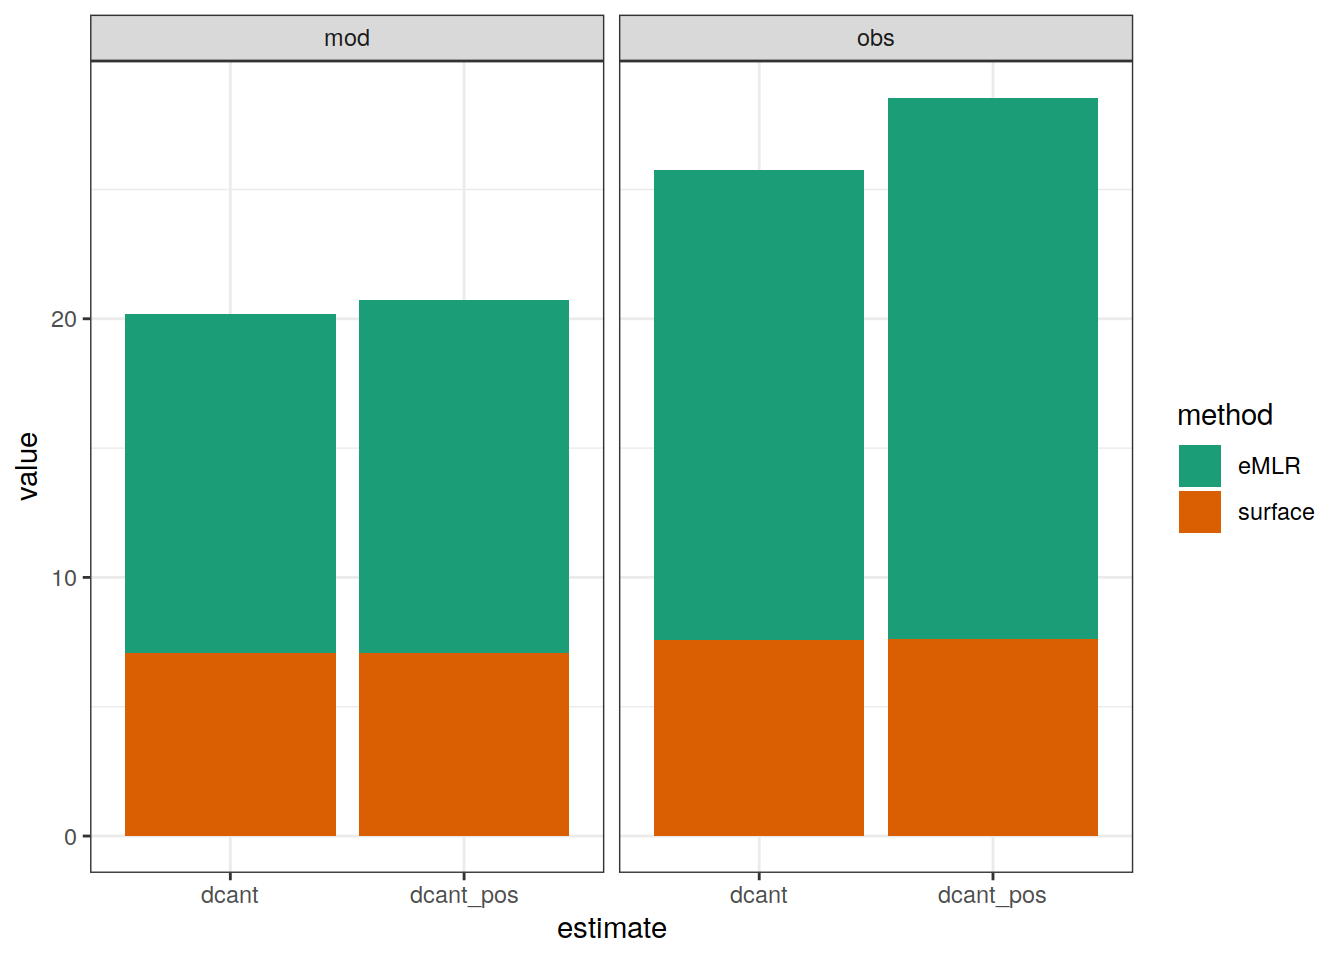 mod
obs
value
20
10
0
dcant
dcant_pos
dcant
dcant_pos
estimate
method
eMLR
surface